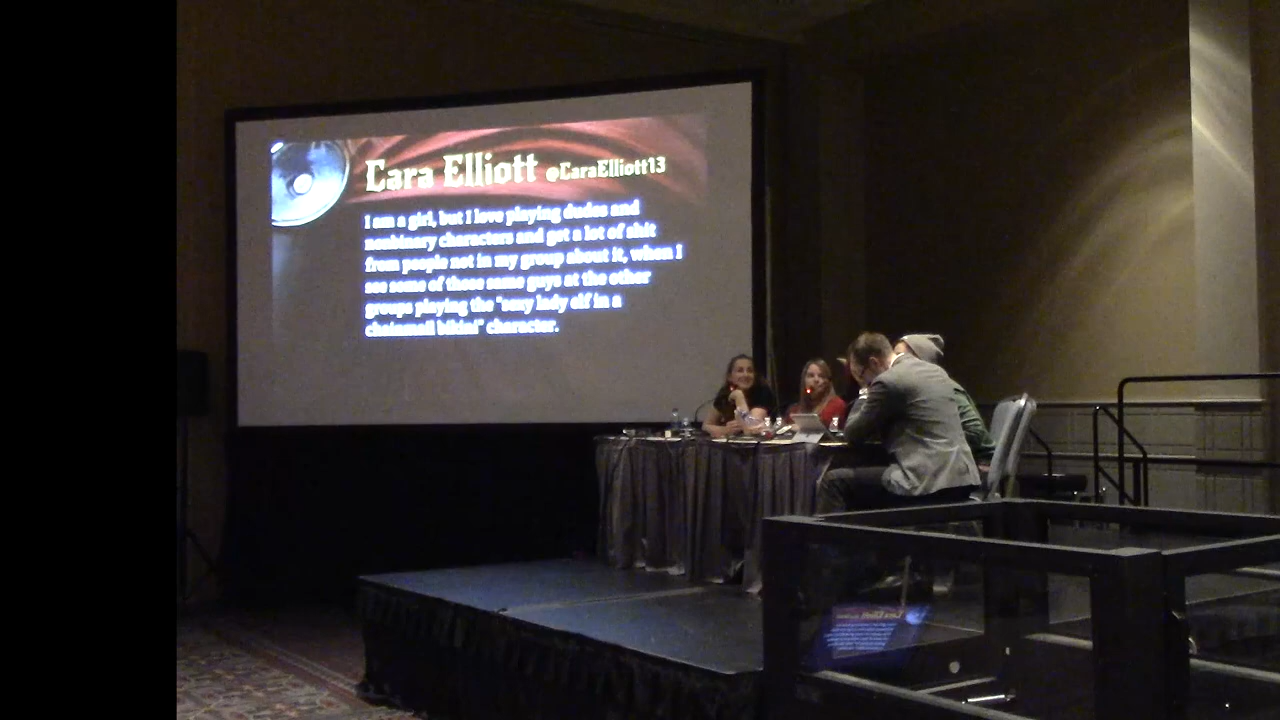 Cara Elliott @CaraElliott13
I am a girl, but I love playing dudes and
nonbinary characters and get a lot of shit
from people not in my group about it, when I
see some of those same guys at the other
groups playing the "sexy lady elf in a
chainmail bikini" character.